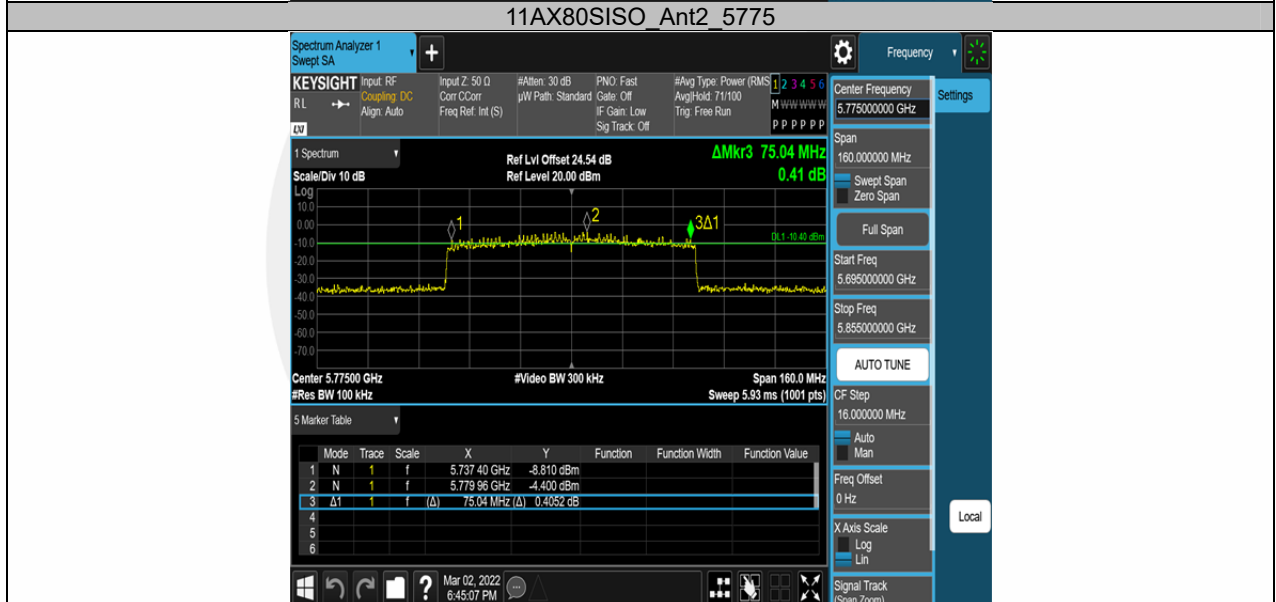 11AX80SISO_Ant2_5775
Spectrum Analyzer 1
Swept SA
+
Frequency
KEYSIGHT
RL
LXI
Input: RF
Coupling: DC
Align: Auto
Input Z: 50 Ω
Corr CCorr
Freq Ref: Int (S)
#Atten: 30 dB
µW Path: Standard
PNO: Fast
Gate: Off
IF Gain: Low
Sig Track: Off
#Avg Type: Power (RMS
Avg|Hold: 71/100
Trig: Free Run
1 2 3 4 5 6
M W W W W W
P P P P P P
Center Frequency
5.775000000 GHz
Settings
Span
160.000000 MHz
Swept Span
Zero Span
Full Span
Start Freq
5.695000000 GHz
Stop Freq
5.855000000 GHz
AUTO TUNE
CF Step
16.000000 MHz
Auto
Man
Freq Offset
0 Hz
X Axis Scale
Log
Lin
Signal Track
(Span Zoom)
Local
1 Spectrum
Scale/Div 10 dB
Ref Lvl Offset 24.54 dB
Ref Level 20.00 dBm
ΔMkr3 75.04 MHz
0.41 dB
Log
10.0
0.00
-10.0
-20.0
-30.0
-40.0
-50.0
-60.0
-70.0
1
2
3Δ1
DL1 -10.40 dBm
Center 5.77500 GHz
#Video BW 300 kHz
Span 160.0 MHz
#Res BW 100 kHz
Sweep 5.93 ms (1001 pts)
5 Marker Table
Mode Trace Scale X Y Function Function Width Function Value
1 N 1 f 5.737 40 GHz -8.810 dBm
2 N 1 f 5.779 96 GHz -4.400 dBm
3 Δ1 1 f (Δ) 75.04 MHz (Δ) 0.4052 dB
4
5
6
?
Mar 02, 2022
6:45:07 PM